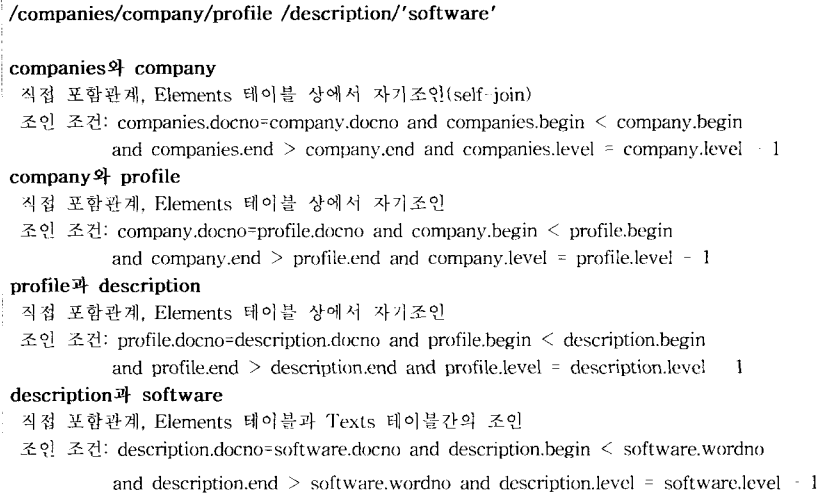 /companies/company/profile /description/'software'
companies와 company
직접 포함관계, Elements 테이블 상에서 자기조인(self-join)
조인 조건: companies.docno=company.docno and companies.begin < company.begin
and companies.end > company.end and companies.level = company.level - 1
company와 profile
직접 포함관계, Elements 테이블 상에서 자기조인
조인 조건: company.docno=profile.docno and company.begin < profile.begin
and company.end > profile.end and company.level = profile.level - 1
profile과 description
직접 포함관계, Elements 테이블 상에서 자기조인
조인 조건: profile.docno=description.docno and profile.begin < description.begin
and profile.end > description.end and profile.level = description.level 1
description과 software
직접 포함관계, Elements 테이블과 Texts 테이블간의 조인
조인 조건: description.docno=software.docno and description.begin < software.wordno
and description.end > software.wordno and description.level = software.level - 1